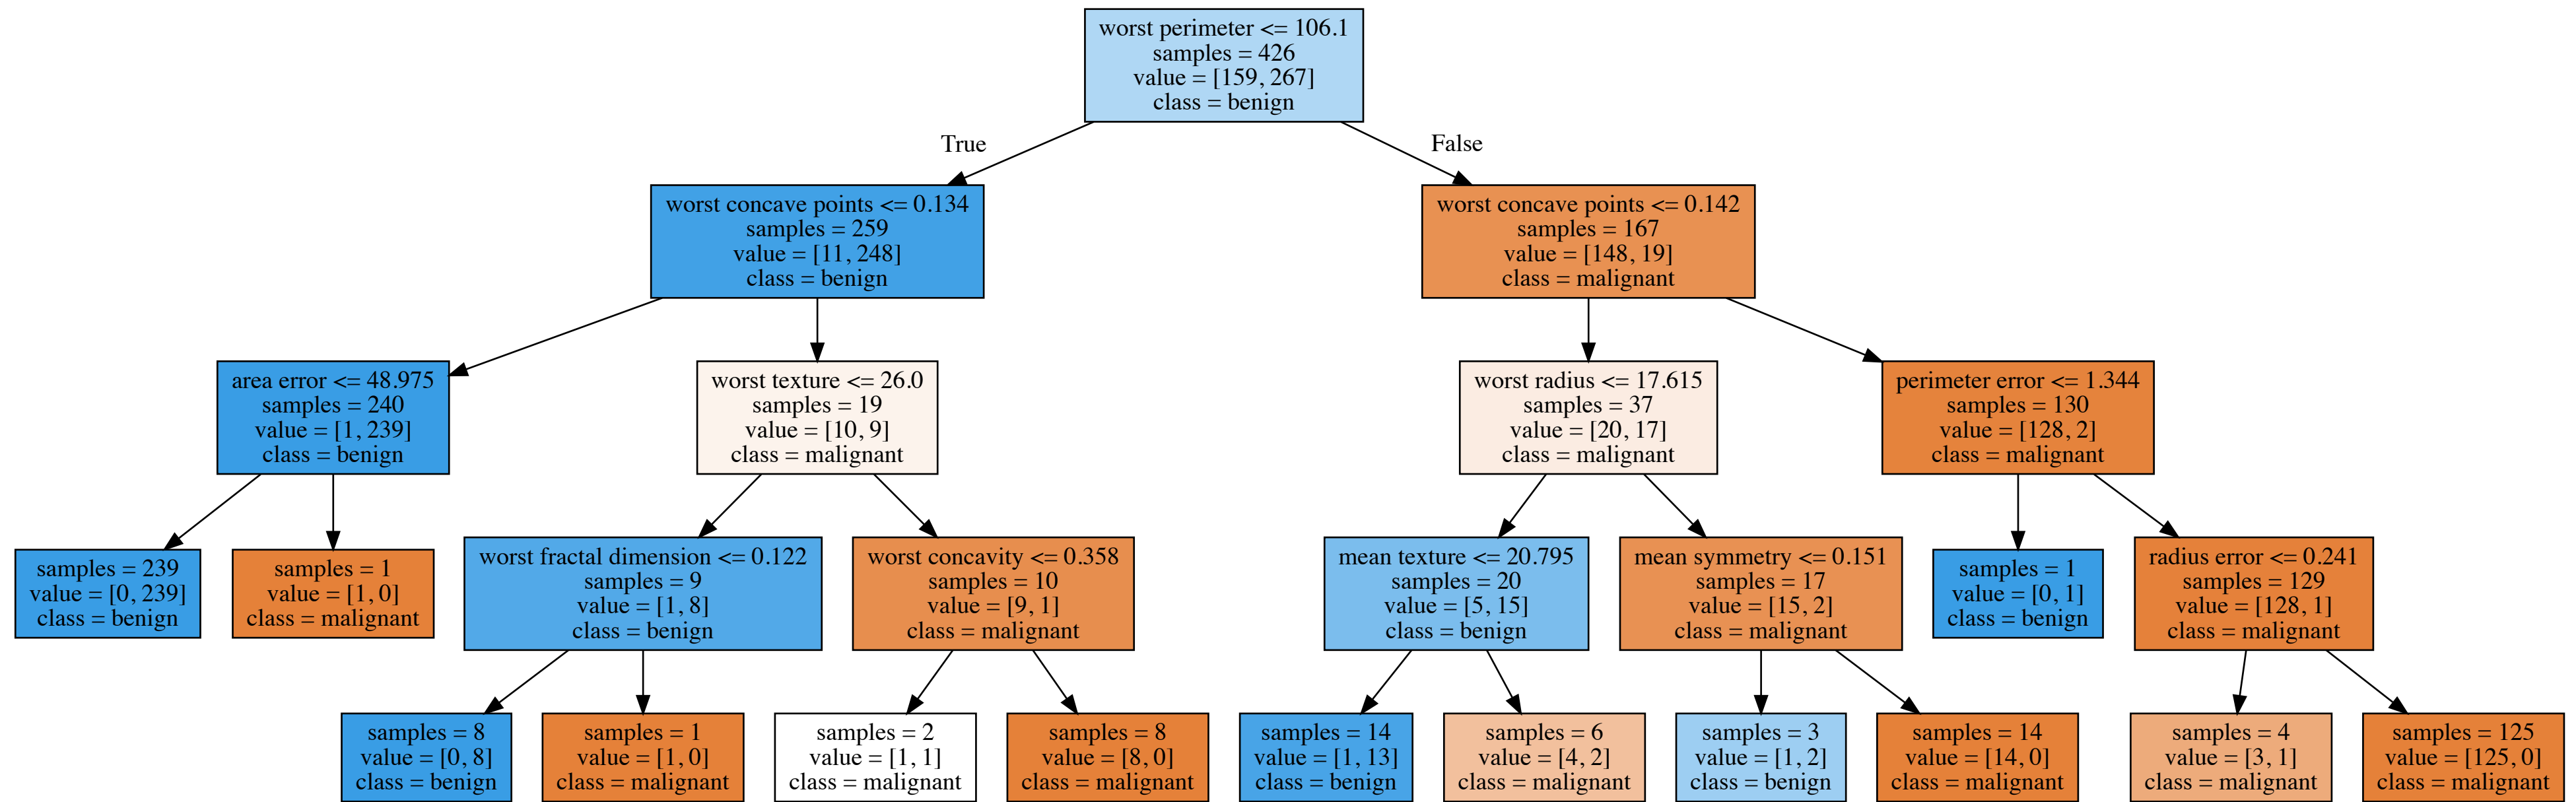 worst perimeter <= 106.1
samples = 426
value = [159, 267]
class = benign
True
False
worst concave points <= 0.134
samples = 259
value = [11, 248]
class = benign
worst concave points <= 0.142
samples = 167
value = [148, 19]
class = malignant
area error <= 48.975
samples = 240
value = [1, 239]
class = benign
worst texture <= 26.0
samples = 19
value = [10, 9]
class = malignant
worst radius <= 17.615
samples = 37
value = [20, 17]
class = malignant
perimeter error <= 1.344
samples = 130
value = [128, 2]
class = malignant
samples = 239
value = [0, 239]
class = benign
samples = 1
value = [1, 0]
class = malignant
worst fractal dimension <= 0.122
samples = 9
value = [1, 8]
class = benign
worst concavity <= 0.358
samples = 10
value = [9, 1]
class = malignant
mean texture <= 20.795
samples = 20
value = [5, 15]
class = benign
mean symmetry <= 0.151
samples = 17
value = [15, 2]
class = malignant
samples = 1
value = [0, 1]
class = benign
radius error <= 0.241
samples = 129
value = [128, 1]
class = malignant
samples = 8
value = [0, 8]
class = benign
samples = 1
value = [1, 0]
class = malignant
samples = 2
value = [1, 1]
class = malignant
samples = 8
value = [8, 0]
class = malignant
samples = 14
value = [1, 13]
class = benign
samples = 6
value = [4, 2]
class = malignant
samples = 3
value = [1, 2]
class = benign
samples = 14
value = [14, 0]
class = malignant
samples = 4
value = [3, 1]
class = malignant
samples = 125
value = [125, 0]
class = malignant